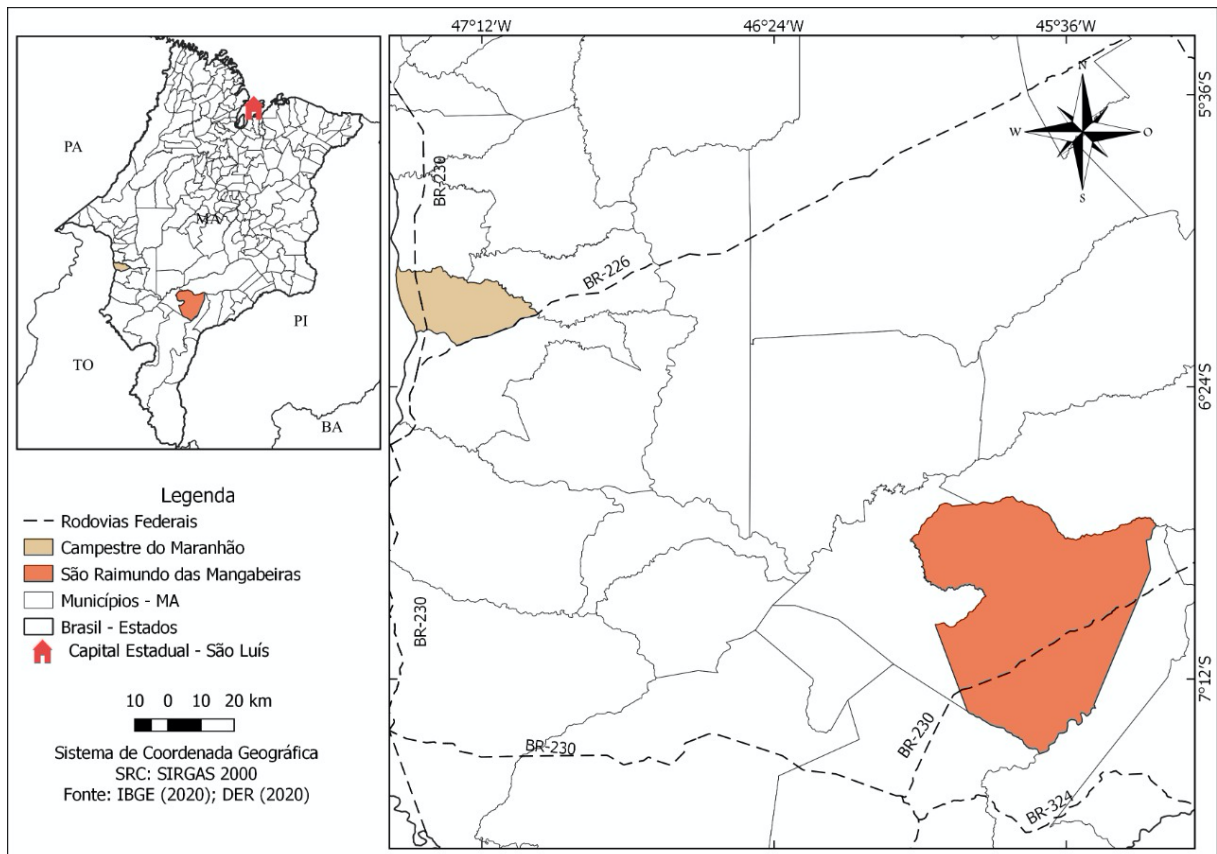 47°12'W
46°24'W
45°36'W
PA
MA
PI
TO
BA
N
W
O
S
5°36'S
6°24'S
7°12'S
BR-230
BR-226
BR-230
BR-230
BR-230
BR-324
Legenda
Rodovias Federais
Campestre do Maranhão
São Raimundo das Mangabeiras
Municípios - MA
Brasil - Estados
Capital Estadual - São Luís
10 0 10 20 km
Sistema de Coordenada Geográfica
SRC: SIRGAS 2000
Fonte: IBGE (2020); DER (2020)